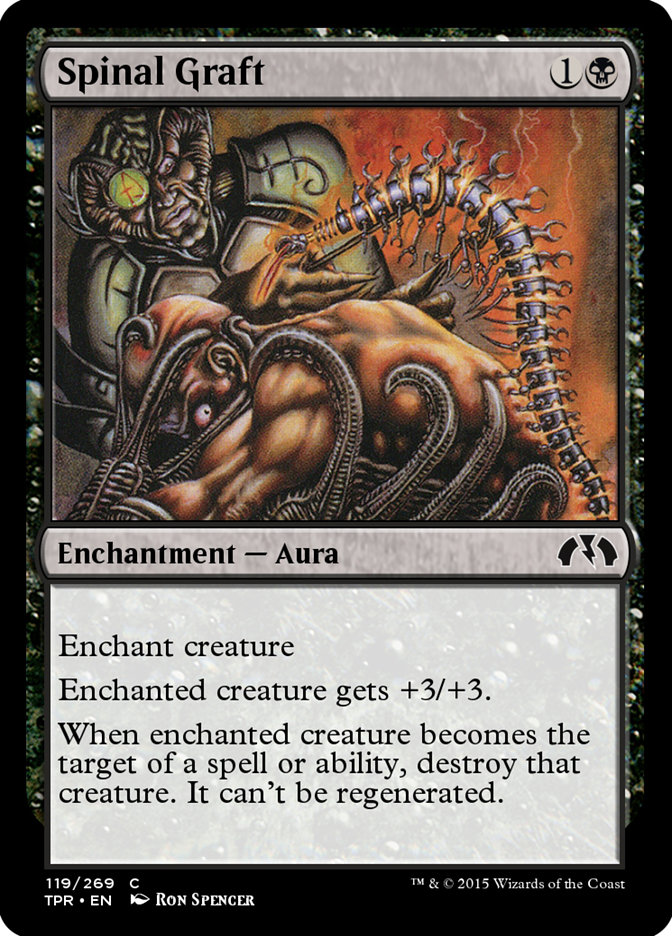 Spinal Graft 1
Enchantment — Aura
Enchant creature
Enchanted creature gets +3/+3.
When enchanted creature becomes the
target of a spell or ability, destroy that
creature. It can't be regenerated.
119/269 C
TPR • EN Ron Spencer
™ & © 2015 Wizards of the Coast